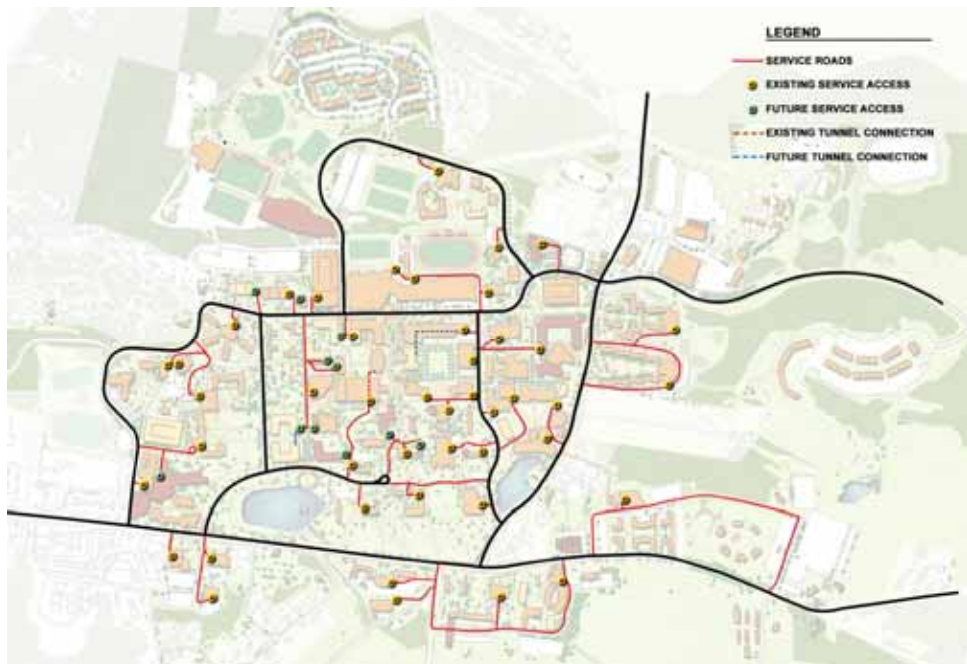 LEGEND
SERVICE ROADS
EXISTING SERVICE ACCESS
FUTURE SERVICE ACCESS
EXISTING TUNNEL CONNECTION
FUTURE TUNNEL CONNECTION